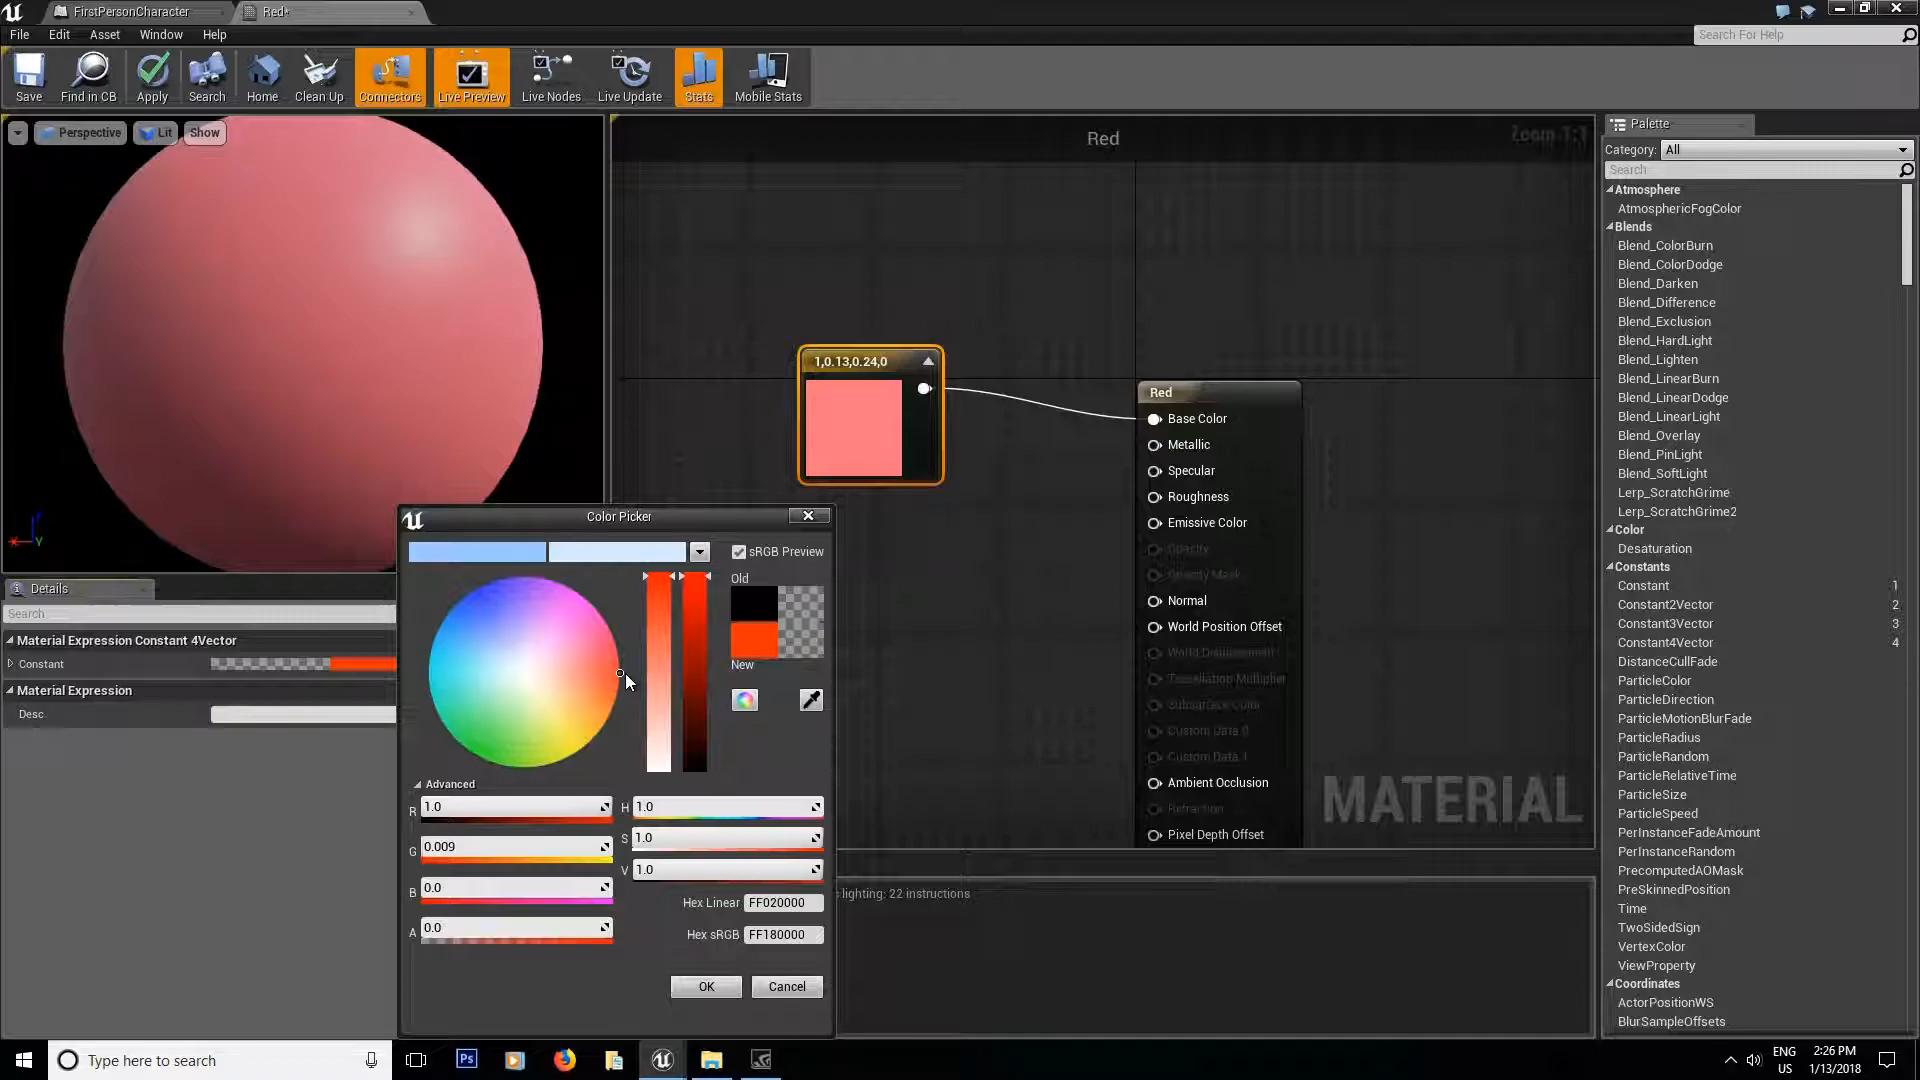 FirstPersonCharacter
Red*
File Edit Asset Window Help
Search For Help
Save Find in CB Apply Search Home Clean Up Connectors Live Preview Live Nodes Live Update Stats Mobile Stats
Perspective Lit Show
Red
Zoom 1:1
1,0.13,0.24,0
Red
Base Color
Metallic
Specular
Roughness
Emissive Color
Opacity
Opacity Mask
Normal
World Position Offset
World Displacement
Tessellation Multiplier
Subsurface Color
Custom Data 0
Custom Data 1
Ambient Occlusion
Refraction
Pixel Depth Offset
MATERIAL
lighting: 22 instructions
Details
Search
Material Expression Constant 4Vector
Constant
Material Expression
Desc
Color Picker
sRGB Preview
Old
New
Advanced
R 1.0 H 1.0
G 0.009 S 1.0
B 0.0 V 1.0
A 0.0
Hex Linear FF020000
Hex sRGB FF180000
OK Cancel
Palette
Category: All
Search
Atmosphere
AtmosphericFogColor
Blends
Blend_ColorBurn
Blend_ColorDodge
Blend_Darken
Blend_Difference
Blend_Exclusion
Blend_HardLight
Blend_Lighten
Blend_LinearBurn
Blend_LinearDodge
Blend_LinearLight
Blend_Overlay
Blend_PinLight
Blend_SoftLight
Lerp_ScratchGrime
Lerp_ScratchGrime2
Color
Desaturation
Constants
Constant 1
Constant2Vector 2
Constant3Vector 3
Constant4Vector 4
DistanceCullFade
ParticleColor
ParticleDirection
ParticleMotionBlurFade
ParticleRadius
ParticleRandom
ParticleRelativeTime
ParticleSize
ParticleSpeed
PerInstanceFadeAmount
PerInstanceRandom
PrecomputedAOMask
PreSkinnedPosition
Time
TwoSidedSign
VertexColor
ViewProperty
Coordinates
ActorPositionWS
BlurSampleOffsets
Type here to search
Ps
ENG
US
2:26 PM
1/13/2018